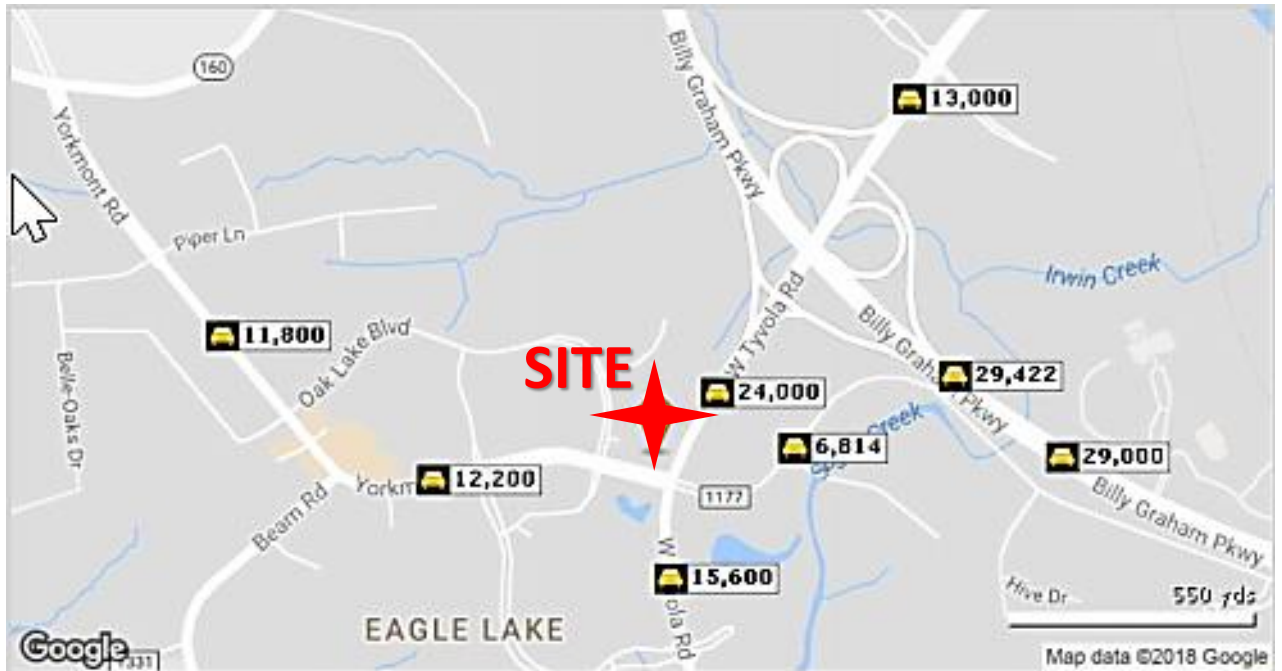 160
Billy Graham Pkwy
13,000
Yorkmont Rd
Piper Ln
Irwin Creek
W Tyvola Rd
11,800
Oak Lake Blvd
Billy Graham Pkwy
Belle-Oaks Dr
SITE
24,000
29,422
6,814
Creek
29,000
12,200
1177
Billy Graham Pkwy
Beam Rd
W
15,600
ola Rd
Hive Dr
550 yds
EAGLE LAKE
Google
1331
Map data ©2018 Google